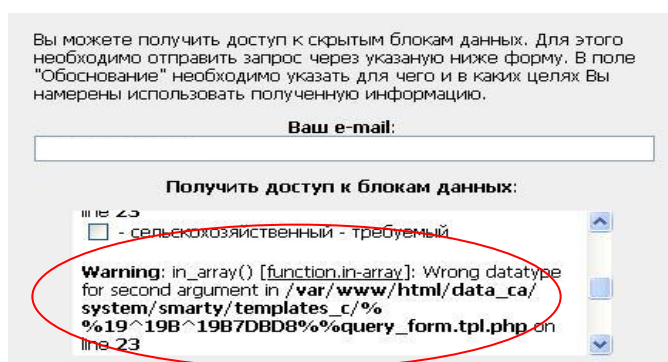 Вы можете получить доступ к скрытым блокам данных. Для этого
необходимо отправить запрос через указаную ниже форму. В поле
"Обоснование" необходимо указать для чего и в каких целях Вы
намерены использовать полученную информацию.
Ваш e-mail:
Получить доступ к блокам данных:
line 23
- сельскохозяйственный - требуемый
Warning: in_array() [function.in-array]: Wrong datatype
for second argument in /var/www/html/data_ca/
system/smarty/templates_c/%
%19^19B^19B7DBD8%%query_form.tpl.php on
line 23